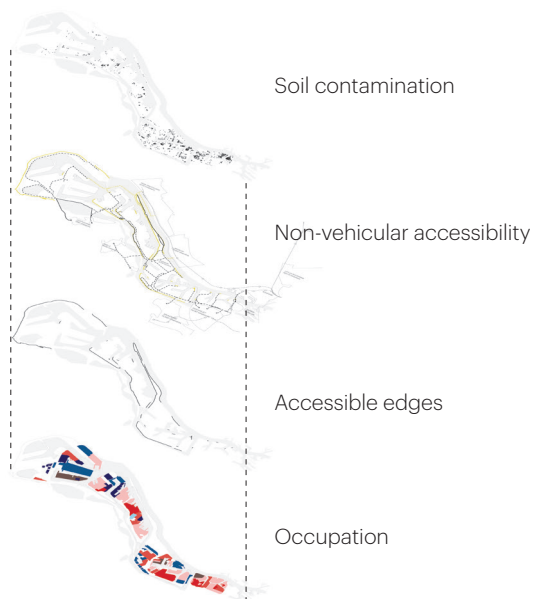 Soil contamination
Non-vehicular accessibility
Accessible edges
Occupation